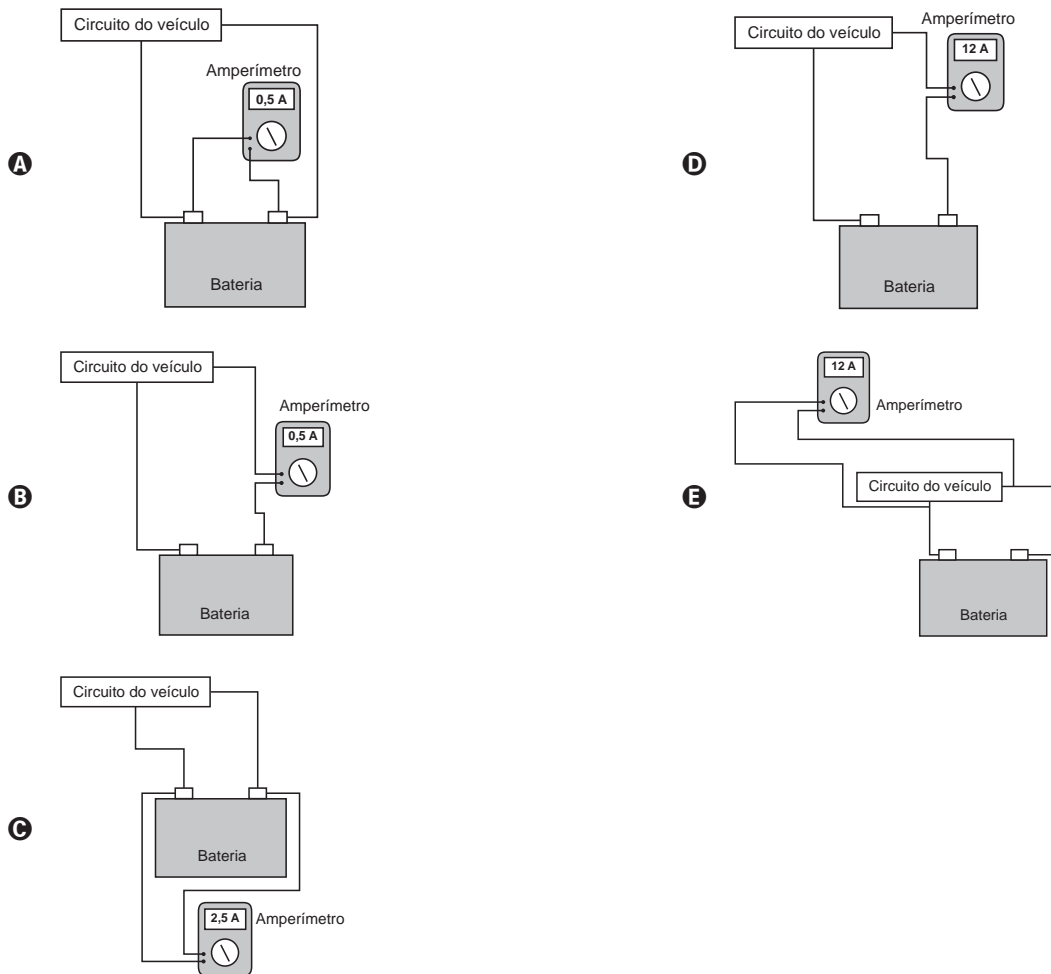 A
Circuito do veículo
Amperímetro
0,5 A
Bateria
B
Circuito do veículo
Amperímetro
0,5 A
Bateria
C
Circuito do veículo
Bateria
2,5 A
Amperímetro
D
Circuito do veículo
Amperímetro
12 A
Bateria
E
12 A
Amperímetro
Circuito do veículo
Bateria